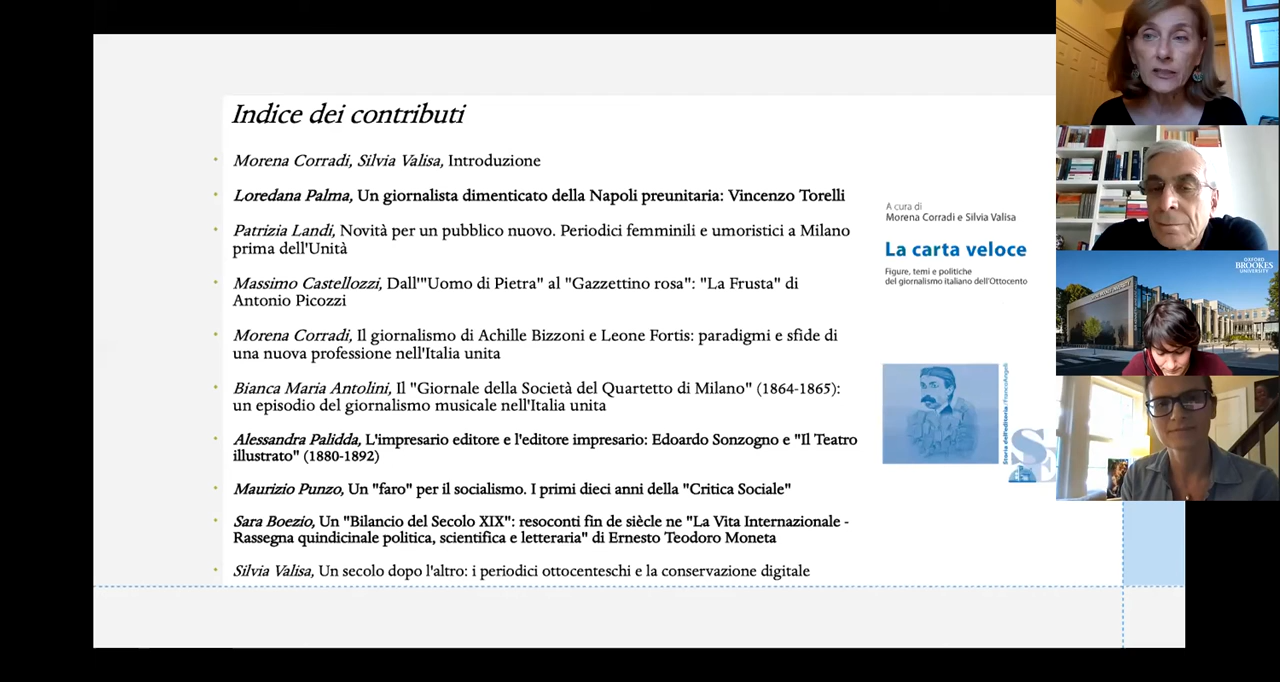 Indice dei contributi
Morena Corradi, Silvia Valisa, Introduzione
Loredana Palma, Un giornalista dimenticato della Napoli preunitaria: Vincenzo Torelli
Patrizia Landi, Novità per un pubblico nuovo. Periodici femminili e umoristici a Milano
prima dell'Unità
Massimo Castellozzi, Dall'"Uomo di Pietra" al "Gazzettino rosa": "La Frusta" di
Antonio Picozzi
Morena Corradi, Il giornalismo di Achille Bizzoni e Leone Fortis: paradigmi e sfide di
una nuova professione nell'Italia unita
Bianca Maria Antolini, Il "Giornale della Società del Quartetto di Milano" (1864-1865):
un episodio del giornalismo musicale nell'Italia unita
Alessandra Palidda, L'impresario editore e l'editore impresario: Edoardo Sonzogno e "Il Teatro
illustrato" (1880-1892)
Maurizio Punzo, Un "faro" per il socialismo. I primi dieci anni della "Critica Sociale"
Sara Boezio, Un "Bilancio del Secolo XIX": resoconti fin de siècle ne "La Vita Internazionale -
Rassegna quindicinale politica, scientifica e letteraria" di Ernesto Teodoro Moneta
Silvia Valisa, Un secolo dopo l'altro: i periodici ottocenteschi e la conservazione digitale
A cura di
Morena Corradi e Silvia Valisa
La carta veloce
Figure, temi e politiche
del giornalismo italiano dell'Ottocento
Storia dell'editoria / FrancoAngeli
SE
OXFORD
BROOKES
UNIVERSITY